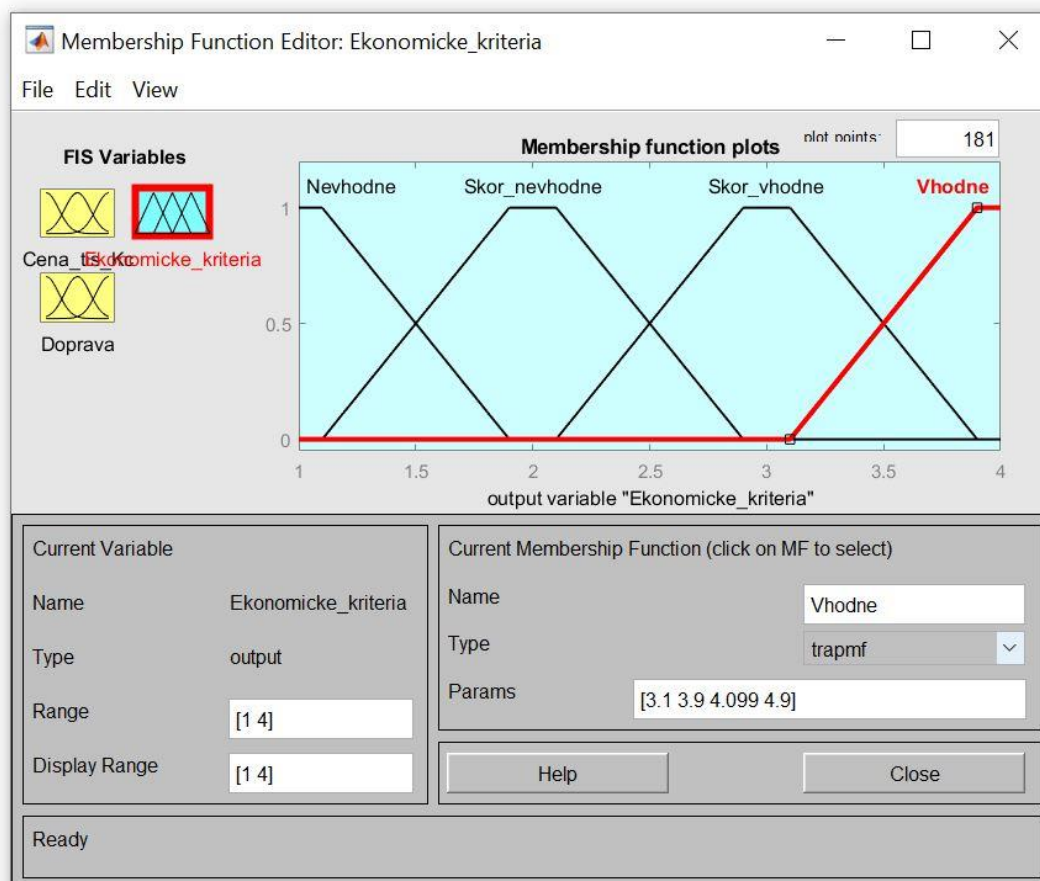 Membership Function Editor: Ekonomicke_kriteria
File Edit View
FIS Variables
Cena_tis_Kc
Ekonomicke_kriteria
Doprava
Membership function plots
plot points:
181
Nevhodne
Skor_nevhodne
Skor_vhodne
Vhodne
1
0.5
0
1 1.5 2 2.5 3 3.5 4
output variable "Ekonomicke_kriteria"
Current Variable
Name Ekonomicke_kriteria
Type output
Range [1 4]
Display Range [1 4]
Current Membership Function (click on MF to select)
Name Vhodne
Type trapmf
Params [3.1 3.9 4.099 4.9]
Help
Close
Ready